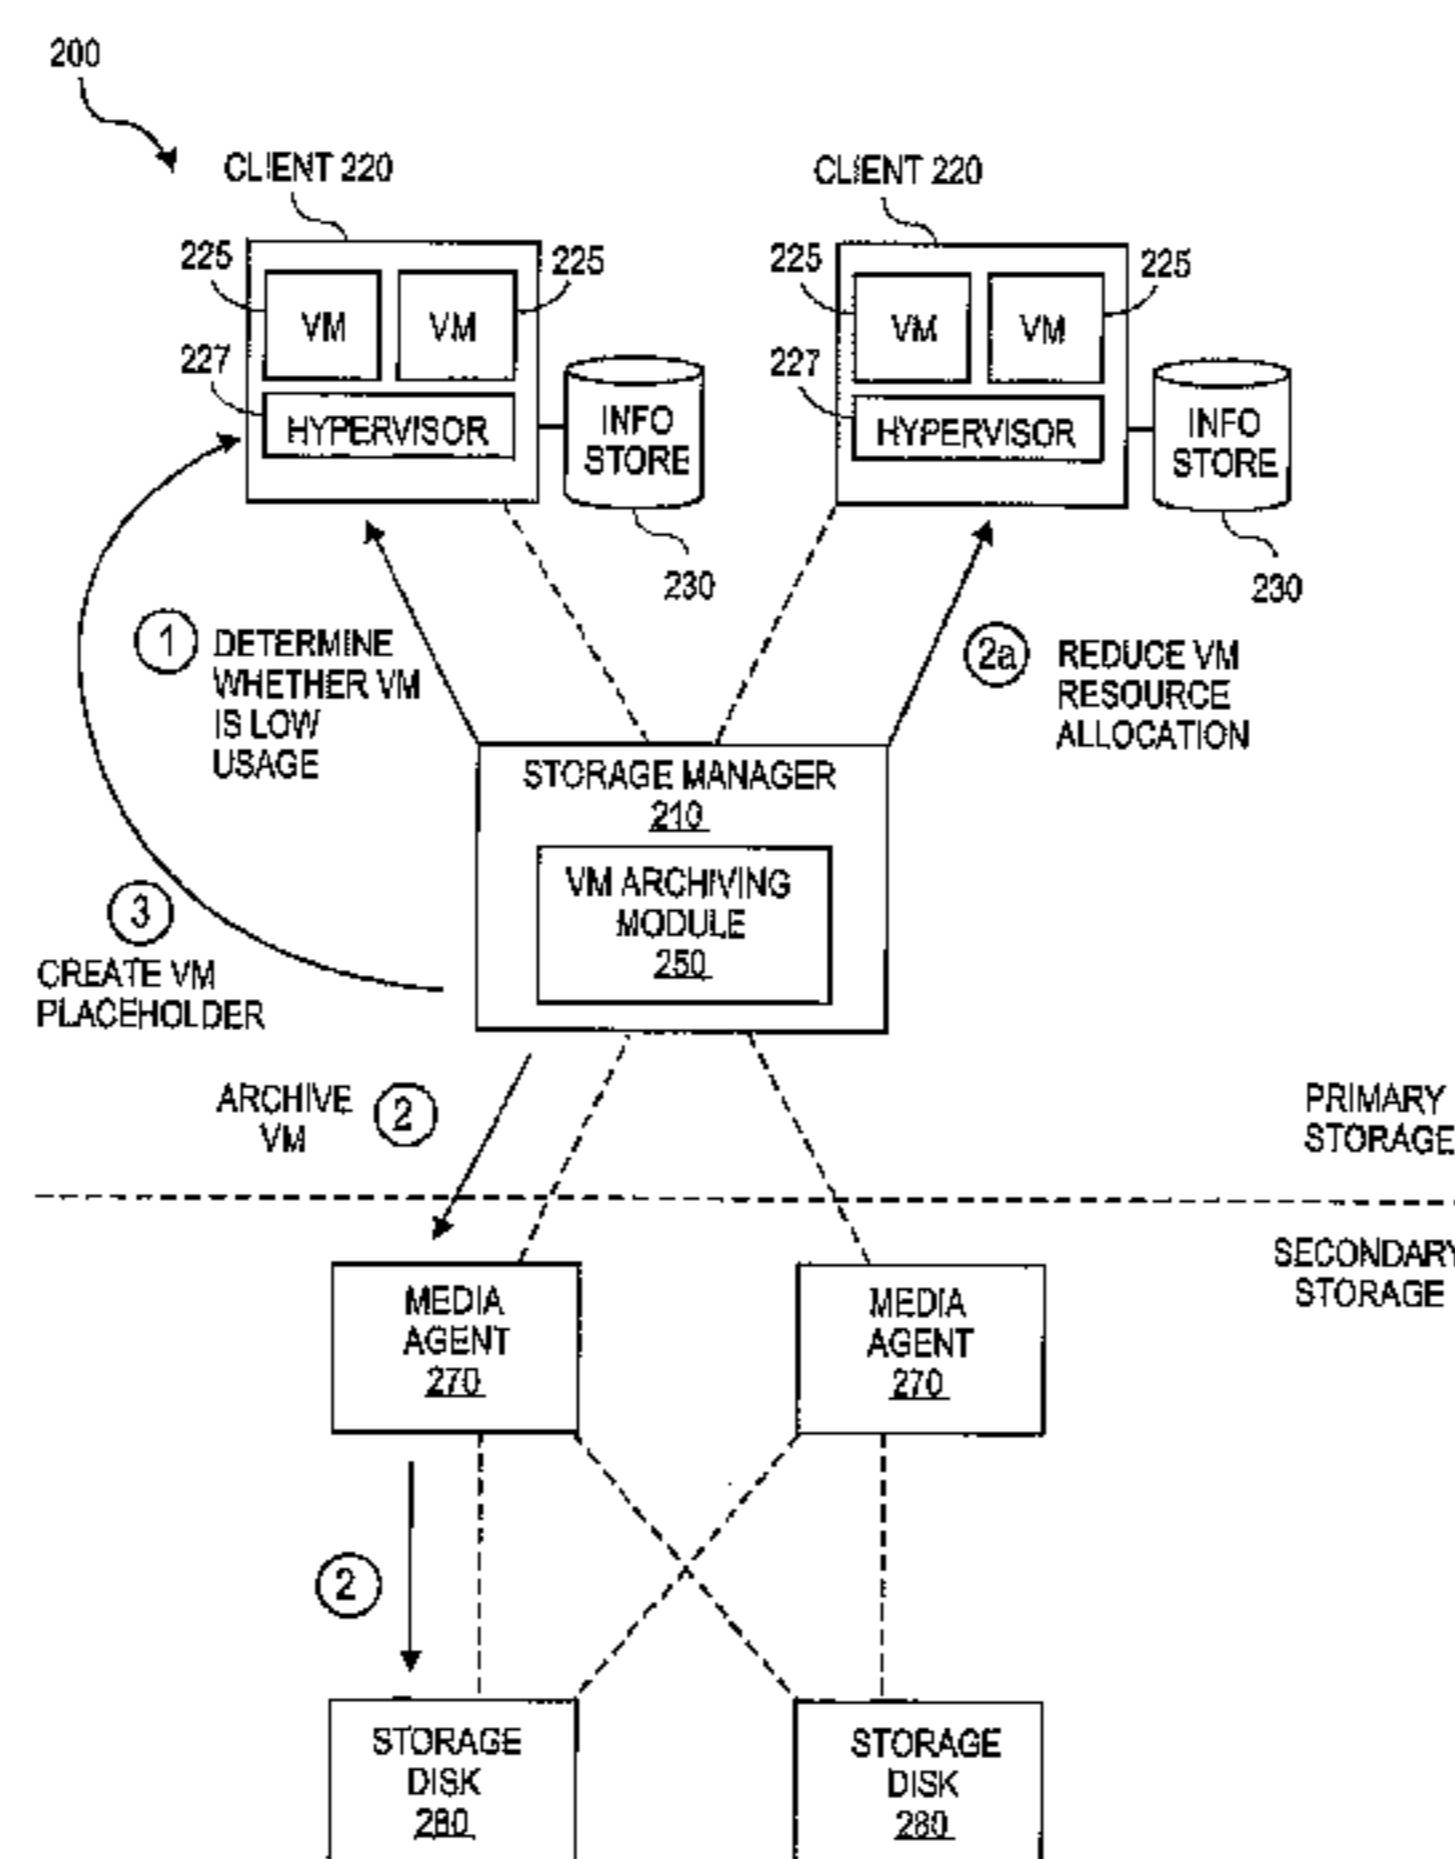 200
CLIENT 220
CLIENT 220
225
225
VM
VM
227
HYPERVISOR
INFO
STORE
230
225
225
VM
VM
227
HYPERVISOR
INFO
STORE
230
1
DETERMINE
WHETHER VM
IS LOW
USAGE
2a
REDUCE VM
RESOURCE
ALLOCATION
STORAGE MANAGER
210
VM ARCHIVING
MODULE
250
3
CREATE VM
PLACEHOLDER
ARCHIVE
VM
2
PRIMARY
STORAGE
SECONDARY
STORAGE
MEDIA
AGENT
270
MEDIA
AGENT
270
2
STORAGE
DISK
280
STORAGE
DISK
280